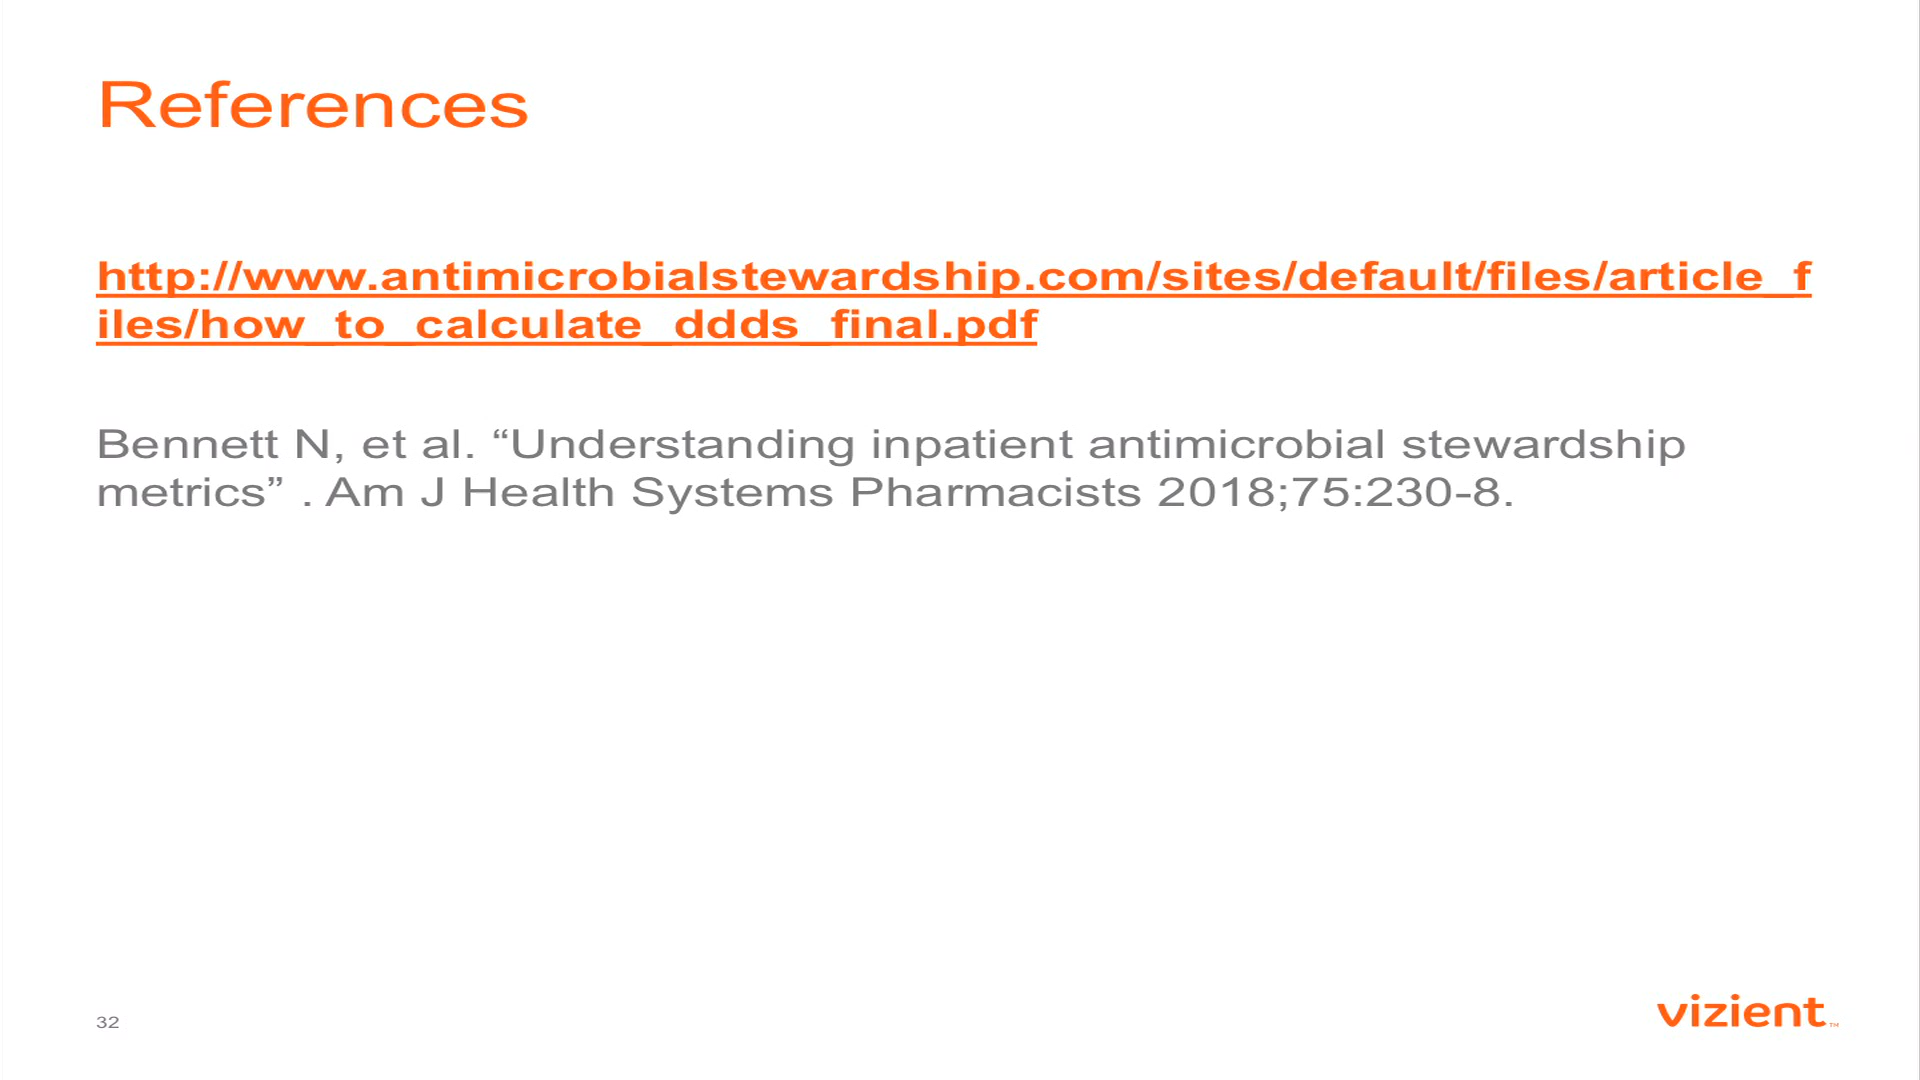 References
http://www.antimicrobialstewardship.com/sites/default/files/article_f
iles/how_to_calculate_ddds_final.pdf
Bennett N, et al. “Understanding inpatient antimicrobial stewardship
metrics” . Am J Health Systems Pharmacists 2018;75:230-8.
32
vizient™